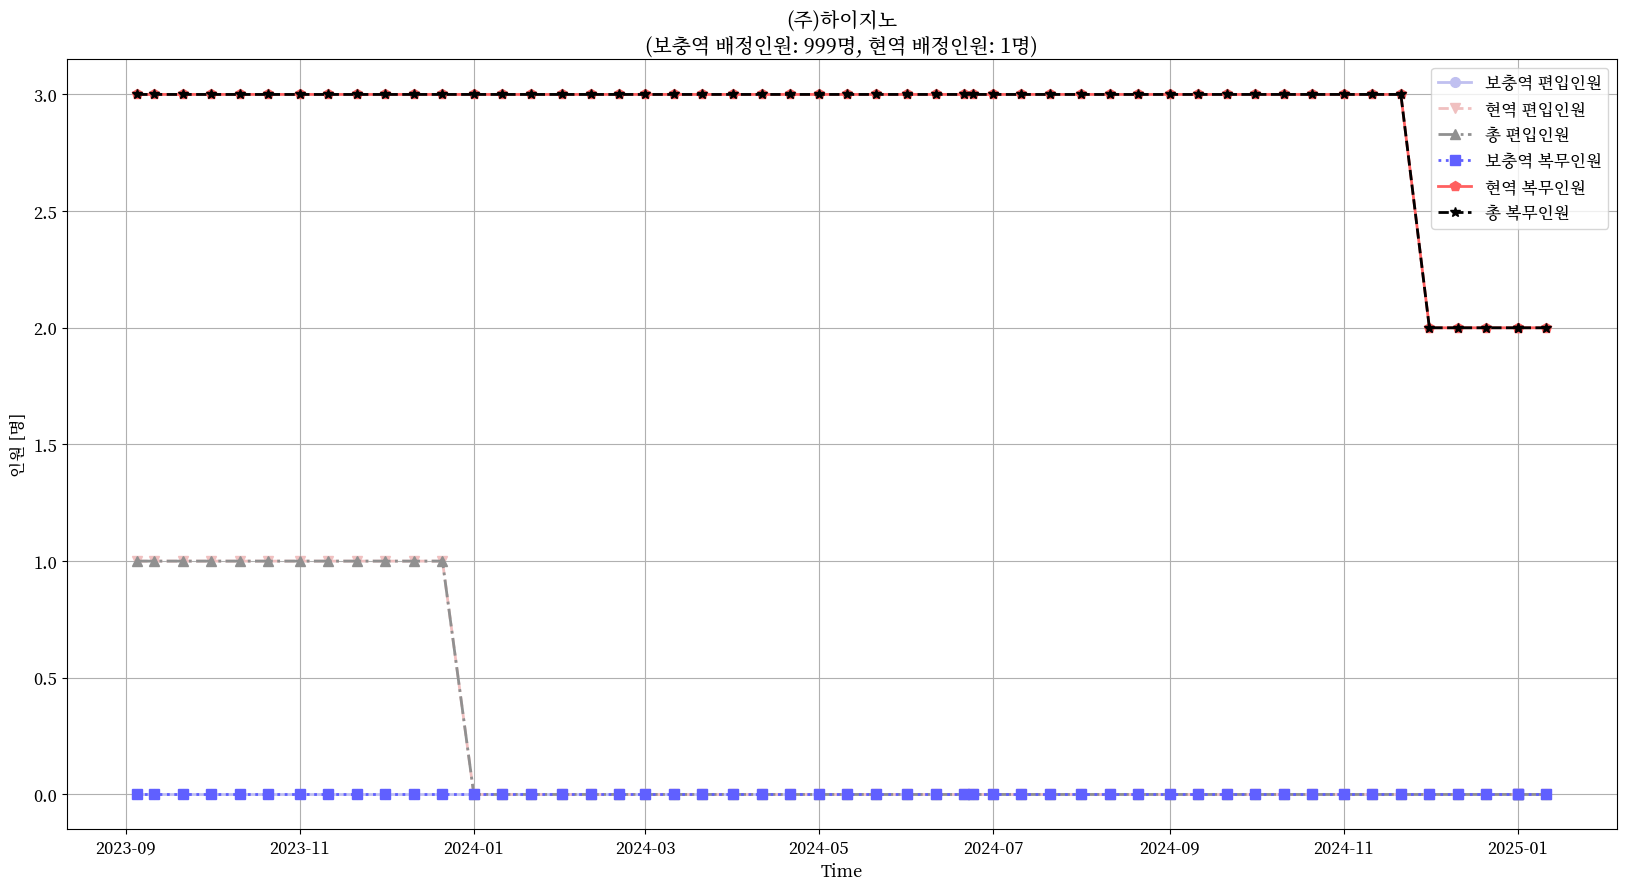 (주)하이지노
(보충역 배정인원: 999명, 현역 배정인원: 1명)
보충역 편입인원
현역 편입인원
총 편입인원
보충역 복무인원
현역 복무인원
총 복무인원
인원 [명]
3.0
2.5
2.0
1.5
1.0
0.5
0.0
2023-09
2023-11
2024-01
2024-03
2024-05
2024-07
2024-09
2024-11
2025-01
Time